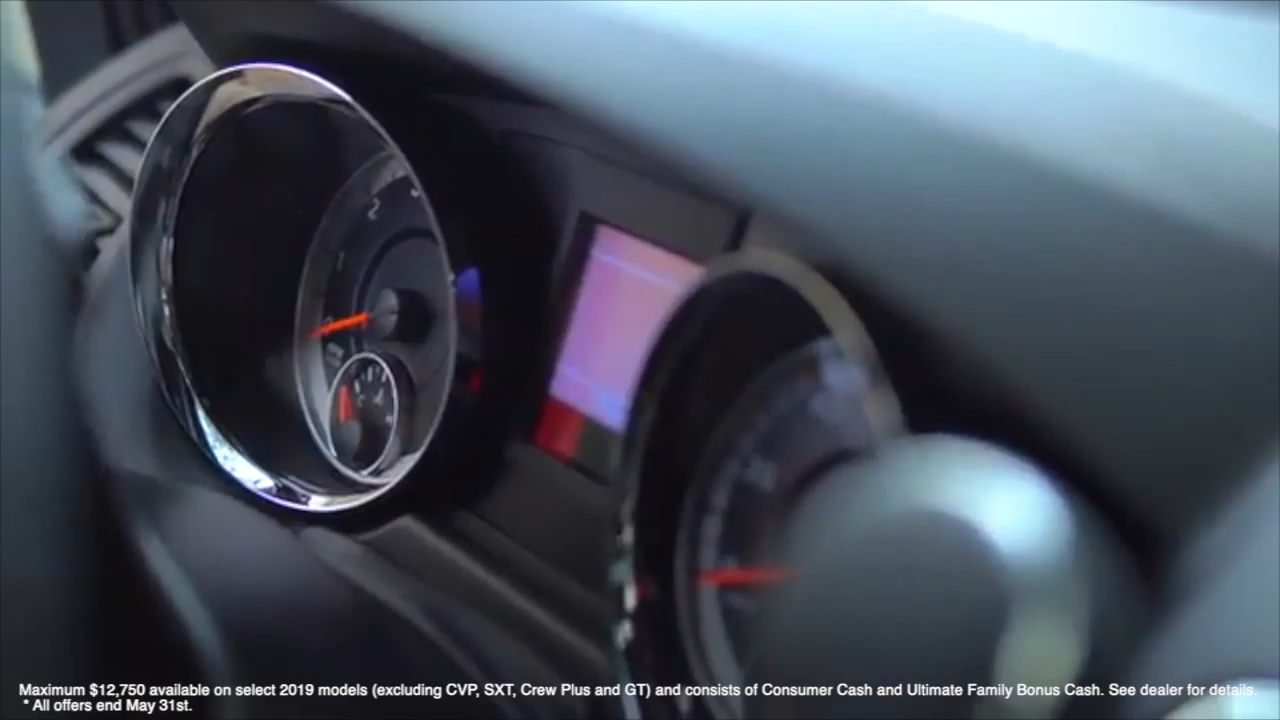 2
Maximum $12,750 available on select 2019 models (excluding CVP, SXT, Crew Plus and GT) and consists of Consumer Cash and Ultimate Family Bonus Cash. See dealer for details.
* All offers end May 31st.